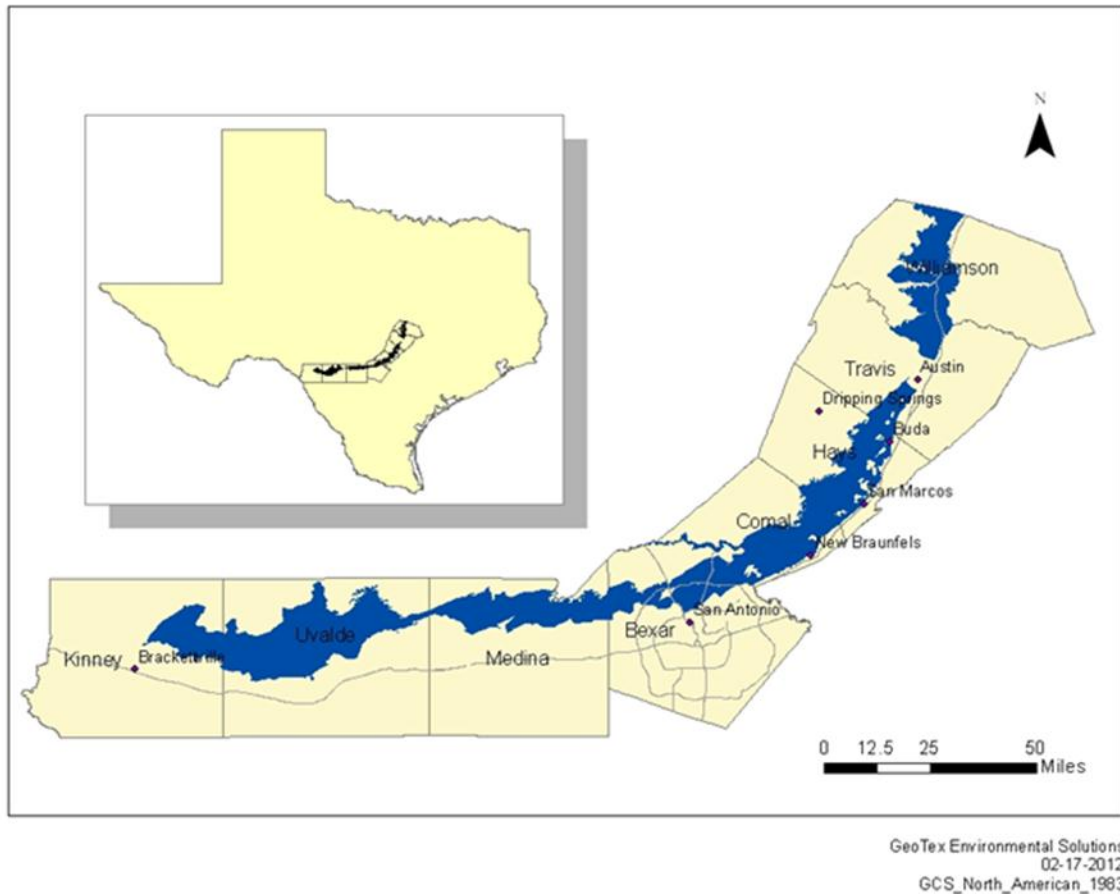 N
Williamson
Travis
Austin
Dripping Springs
Buda
Hays
San Marcos
Comal
New Braunfels
San Antonio
Bexar
Uvalde
Medina
Kinney
Brackettville
0 12.5 25 50
Miles
GeoTex Environmental Solutions
02-17-2012
GCS_North_American_1983